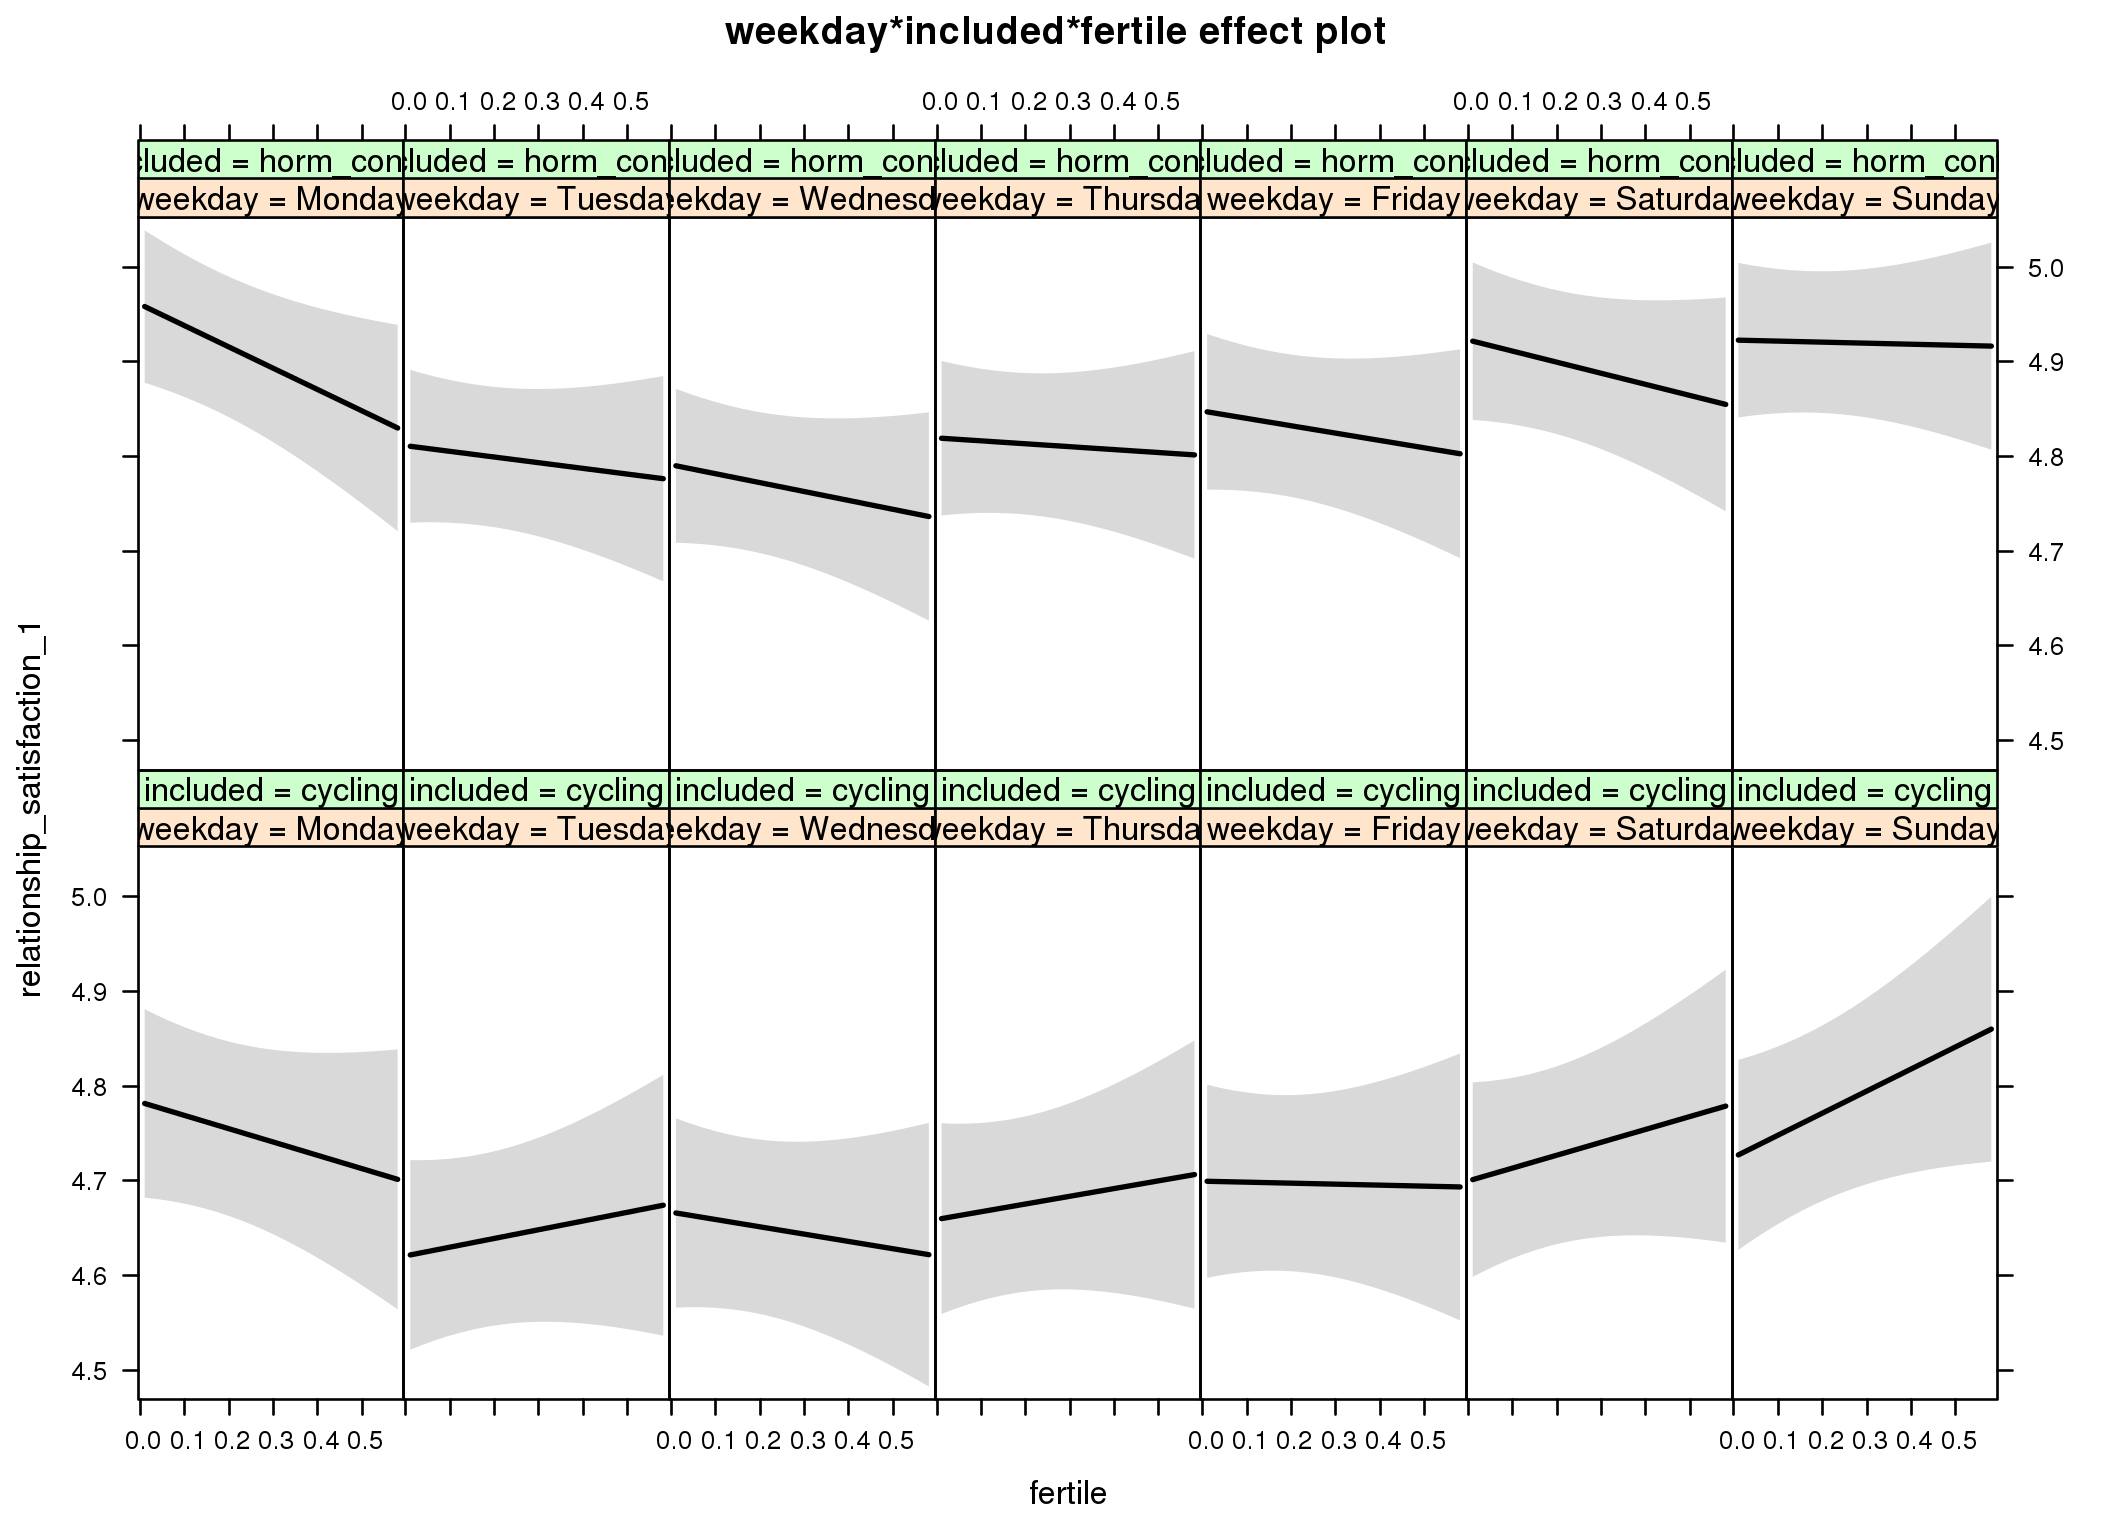 weekday*included*fertile effect plot
0.0 0.1 0.2 0.3 0.4 0.5 0.0 0.1 0.2 0.3 0.4 0.5 0.0 0.1 0.2 0.3 0.4 0.5
cluded = horm_con cluded = horm_con cluded = horm_con cluded = horm_con cluded = horm_con cluded = horm_con cluded = horm_con
weekday = Monday weekday = Tuesday eekday = Wednesd weekday = Thursda weekday = Friday weekday = Saturda weekday = Sunday
5.0
4.9
4.8
4.7
4.6
4.5
relationship_satisfaction_1
included = cycling included = cycling included = cycling included = cycling included = cycling included = cycling included = cycling
weekday = Monday weekday = Tuesday eekday = Wednesd weekday = Thursda weekday = Friday weekday = Saturda weekday = Sunday
5.0
4.9
4.8
4.7
4.6
4.5
0.0 0.1 0.2 0.3 0.4 0.5 0.0 0.1 0.2 0.3 0.4 0.5 0.0 0.1 0.2 0.3 0.4 0.5 0.0 0.1 0.2 0.3 0.4 0.5
fertile